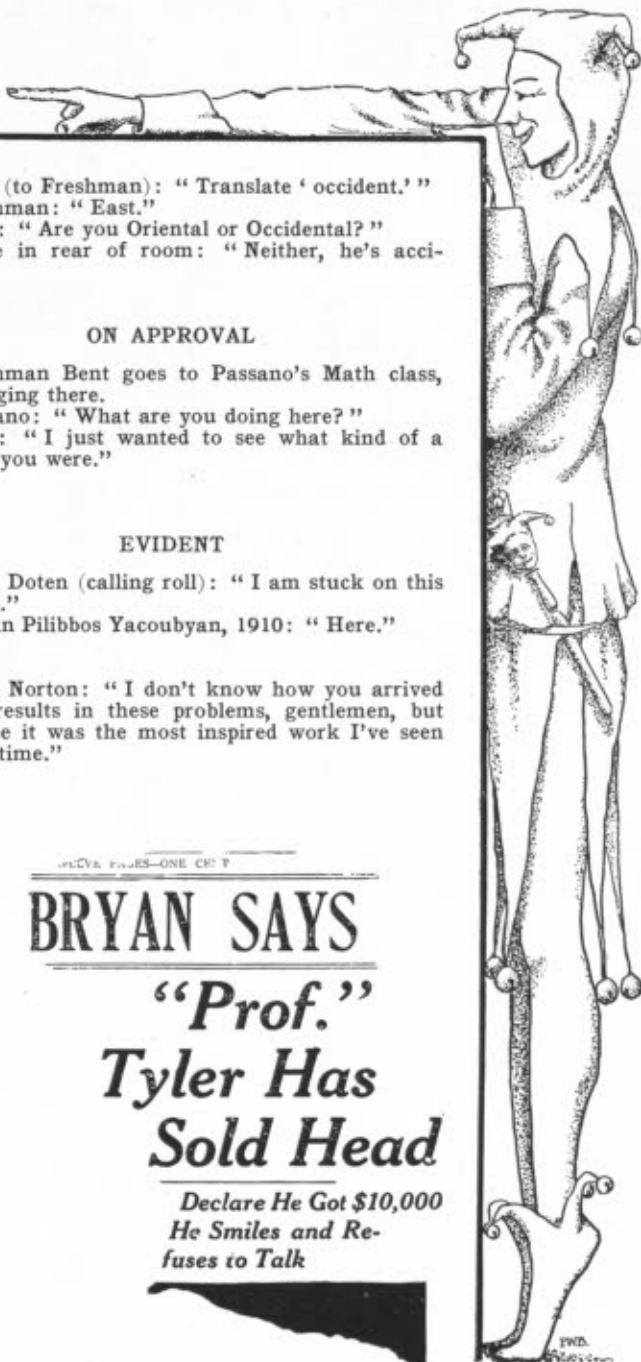 (to Freshman): “ Translate ‘ occident.’ ”
man: “ East.”
: “ Are you Oriental or Occidental? ”
in rear of room: “ Neither, he's acci-
ON APPROVAL
man Bent goes to Passano's Math class,
ging there.
ano: “ What are you doing here? ”
: “ I just wanted to see what kind of a
you were.”
EVIDENT
Doten (calling roll): “ I am stuck on this
.”
n Pilibbos Yacoubyan, 1910: “ Here.”
Norton: “ I don't know how you arrived
results in these problems, gentlemen, but
e it was the most inspired work I've seen
time.”
PAGES—ONE CENT
BRYAN SAYS
“Prof.”
Tyler Has
Sold Head
Declare He Got $10,000
He Smiles and Re-
fuses to Talk